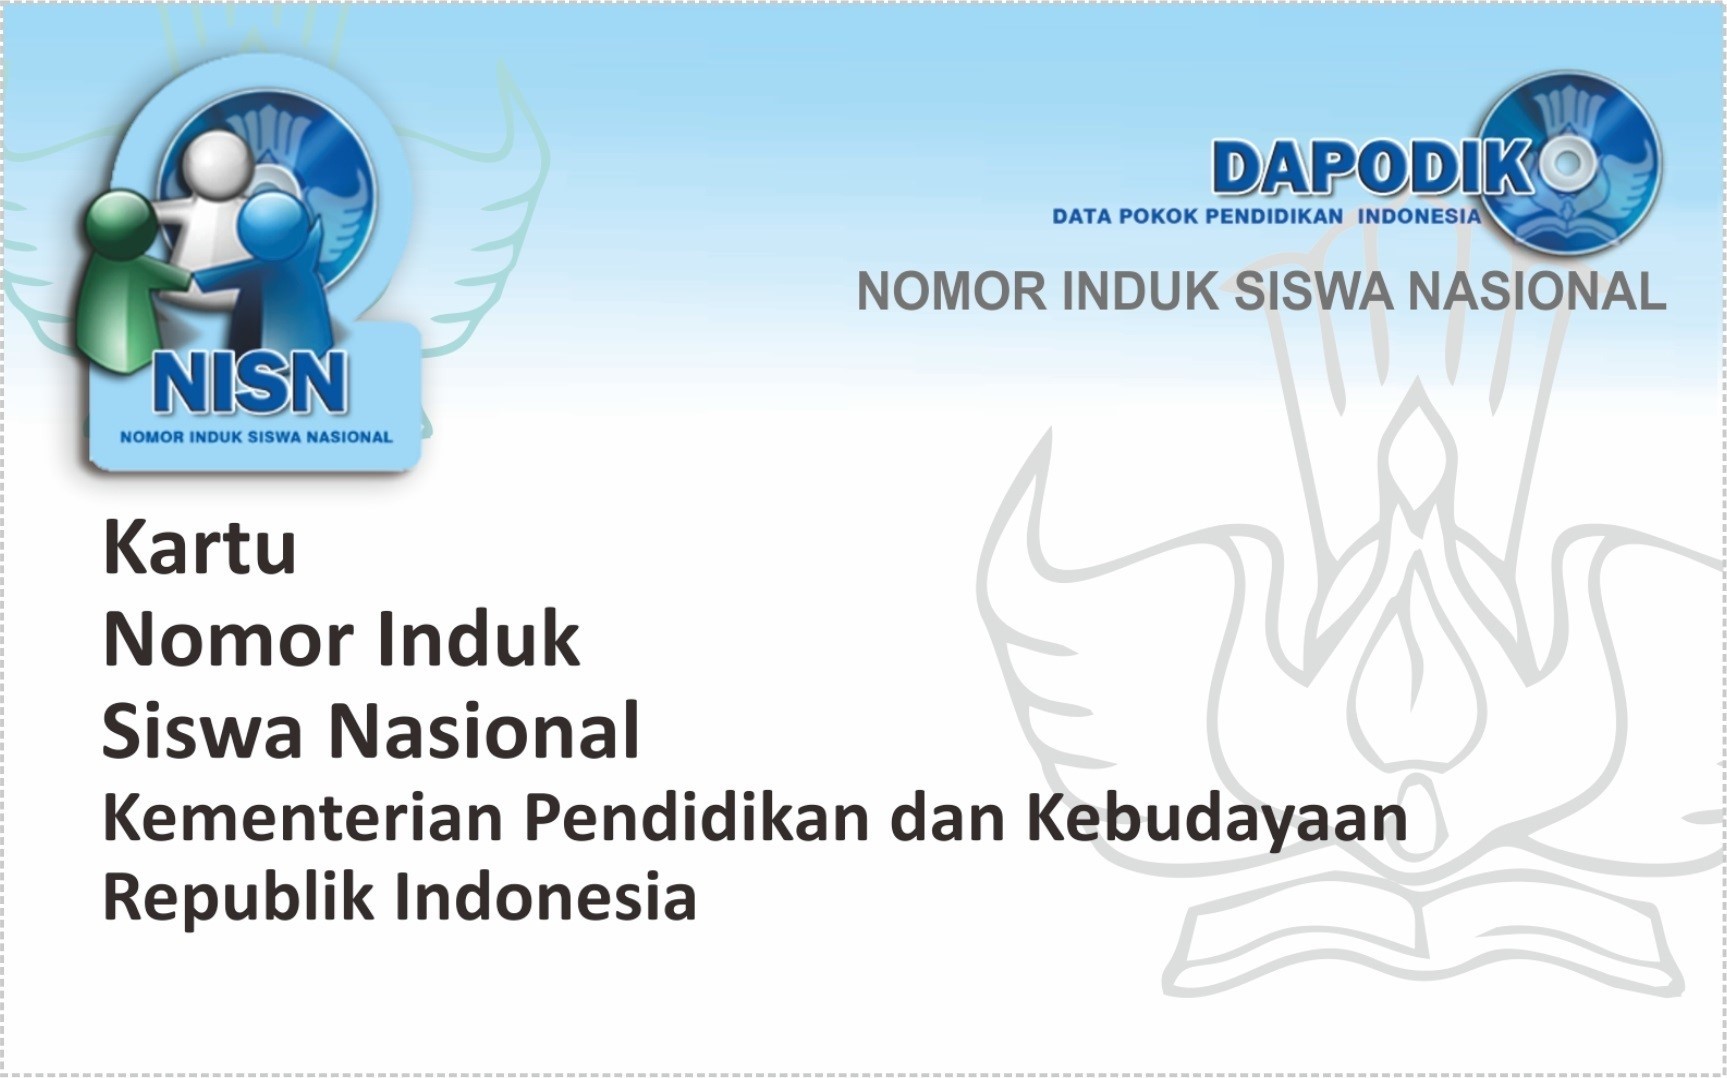 DAPODIK
DATA POKOK PENDIDIKAN INDONESIA
NOMOR INDUK SISWA NASIONAL
NISN
NOMOR INDUK SISWA NASIONAL
Kartu
Nomor Induk
Siswa Nasional
Kementerian Pendidikan dan Kebudayaan
Republik Indonesia